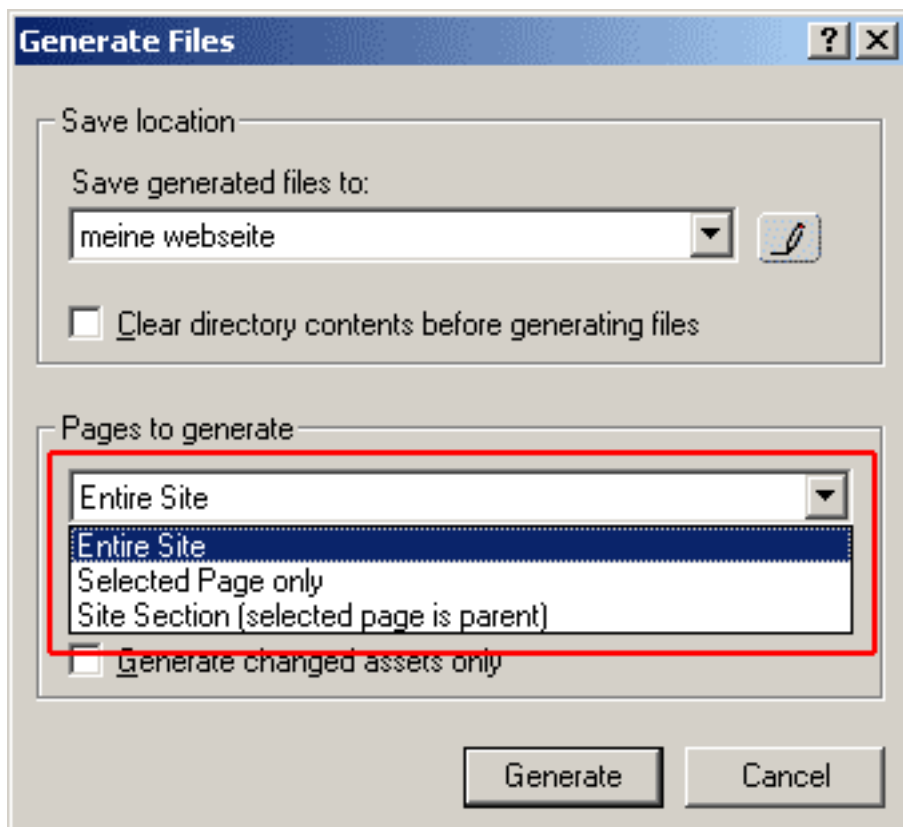 Generate Files
Save location
Save generated files to:
meine webseite
Clear directory contents before generating files
Pages to generate
Entire Site
Entire Site
Selected Page only
Site Section (selected page is parent)
Generate changed assets only
Generate Cancel